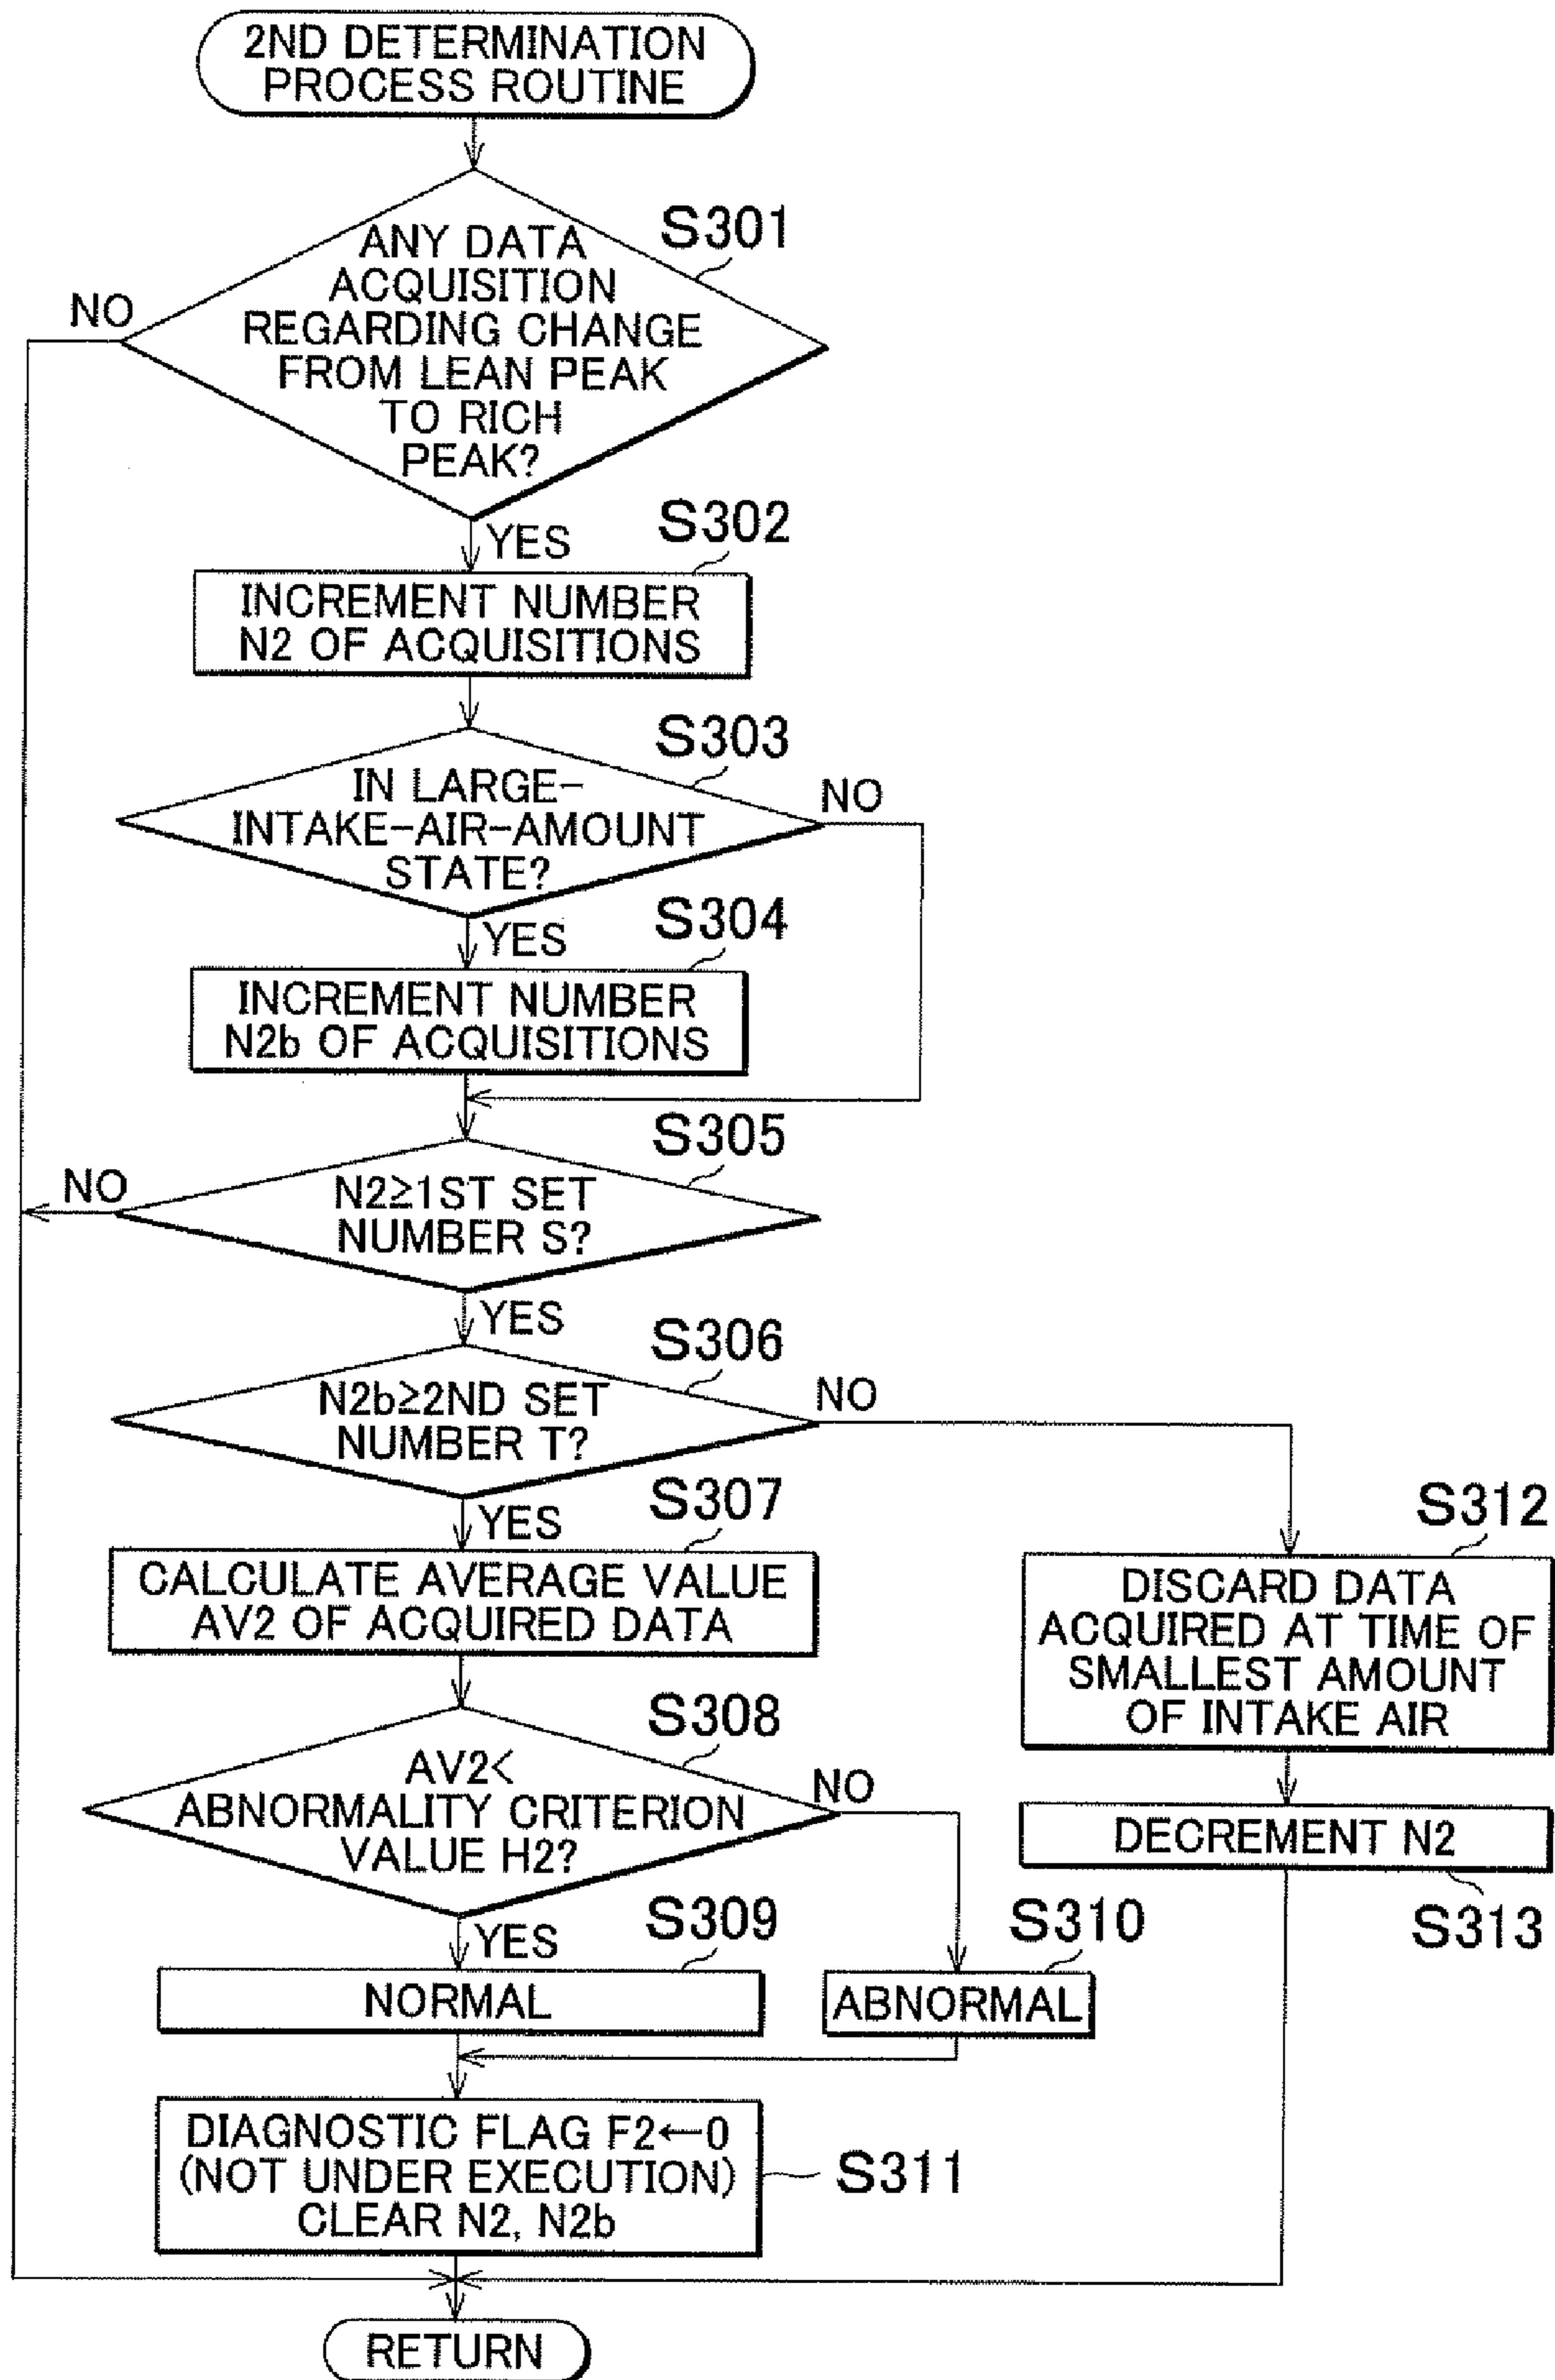 2ND DETERMINATION
PROCESS ROUTINE
S301
ANY DATA
ACQUISITION
REGARDING CHANGE
FROM LEAN PEAK
TO RICH
PEAK?
NO
YES
S302
INCREMENT NUMBER
N2 OF ACQUISITIONS
S303
IN LARGE-
INTAKE-AIR-AMOUNT
STATE?
NO
YES
S304
INCREMENT NUMBER
N2b OF ACQUISITIONS
S305
N2≥1ST SET
NUMBER S?
NO
YES
S306
N2b≥2ND SET
NUMBER T?
NO
YES
S307
CALCULATE AVERAGE VALUE
AV2 OF ACQUIRED DATA
S312
DISCARD DATA
ACQUIRED AT TIME OF
SMALLEST AMOUNT
OF INTAKE AIR
S308
AV2<
ABNORMALITY CRITERION
VALUE H2?
NO
YES
DECREMENT N2
S313
S309
NORMAL
S310
ABNORMAL
DIAGNOSTIC FLAG F2←0
(NOT UNDER EXECUTION)
CLEAR N2, N2b
S311
RETURN